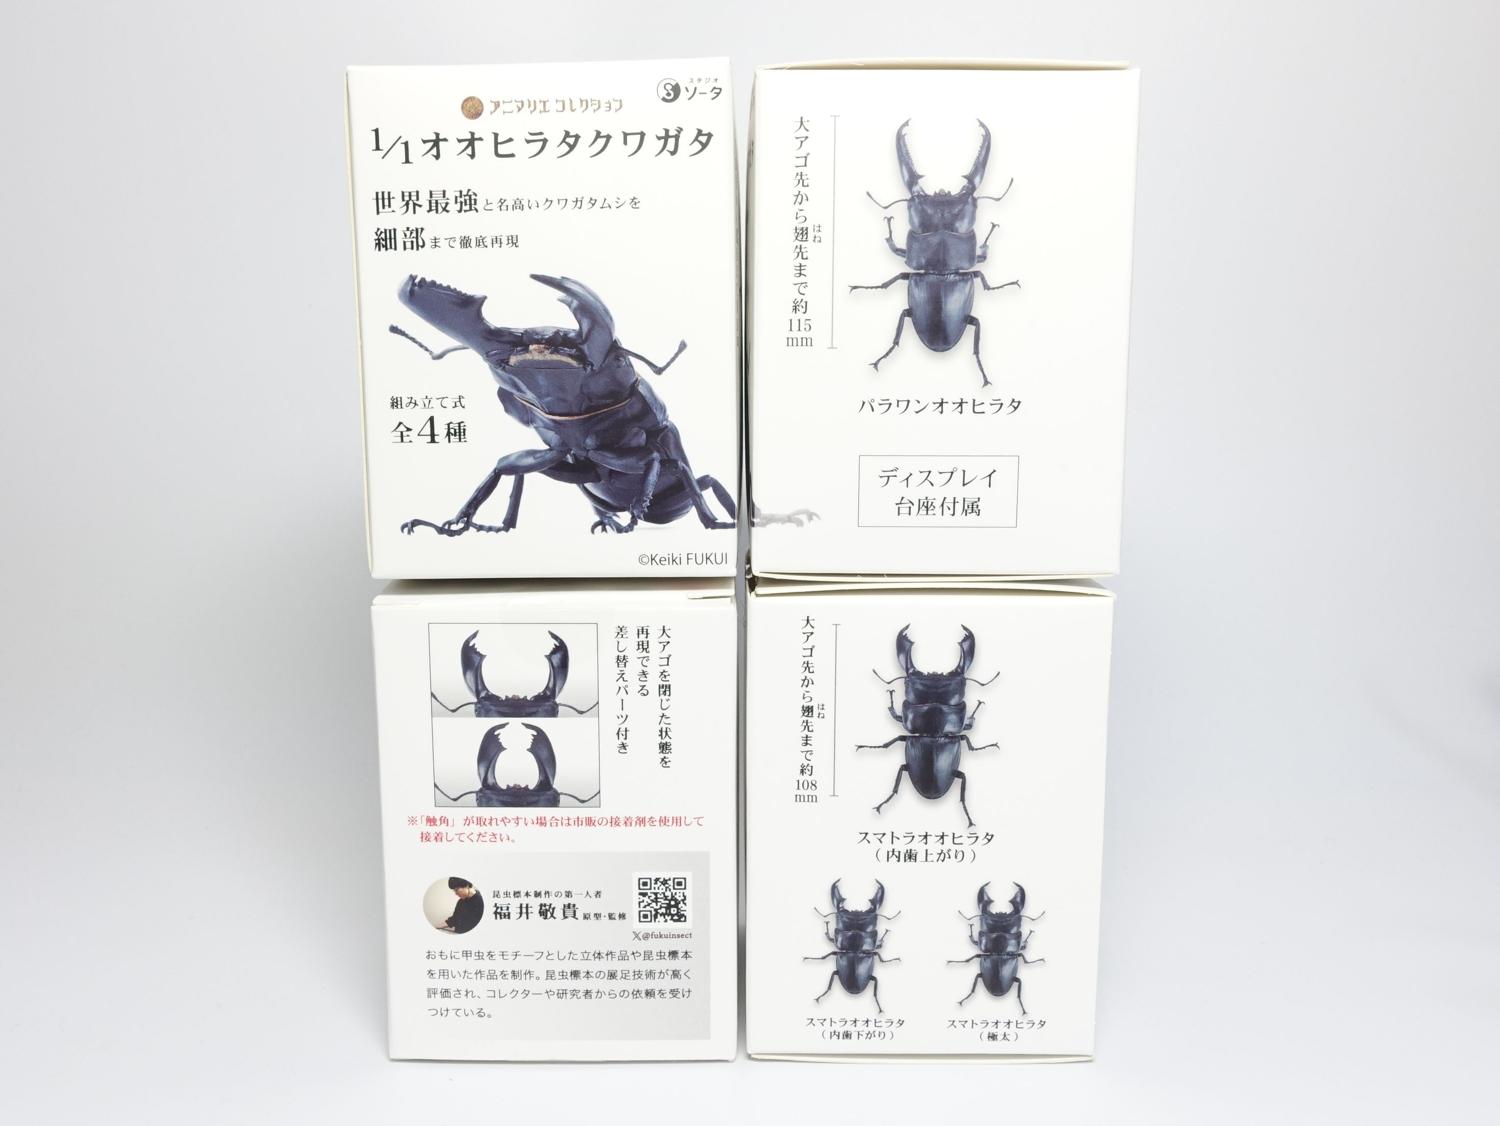 アニマリエ コレクション
スタジオ
ソータ
1/1オオヒラタクワガタ
世界最強と名高いクワガタムシを
細部まで徹底再現
組み立て式
全4種
©Keiki FUKUI
大アゴ先から翅先まで約115mm
はね
パラワンオオヒラタ
ディスプレイ
台座付属
大アゴを閉じた状態を
再現できる
差し替えパーツ付き
※「触角」が取れやすい場合は市販の接着剤を使用して
接着してください。
昆虫標本制作の第一人者
福井敬貴 原型・監修
X@fukuinsect
おもに甲虫をモチーフとした立体作品や昆虫標本
を用いた作品を制作。昆虫標本の展足技術が高く
評価され、コレクターや研究者からの依頼を受け
つけている。
大アゴ先から翅先まで約108mm
はね
スマトラオオヒラタ
（内歯上がり）
スマトラオオヒラタ
（内歯下がり）
スマトラオオヒラタ
（極太）